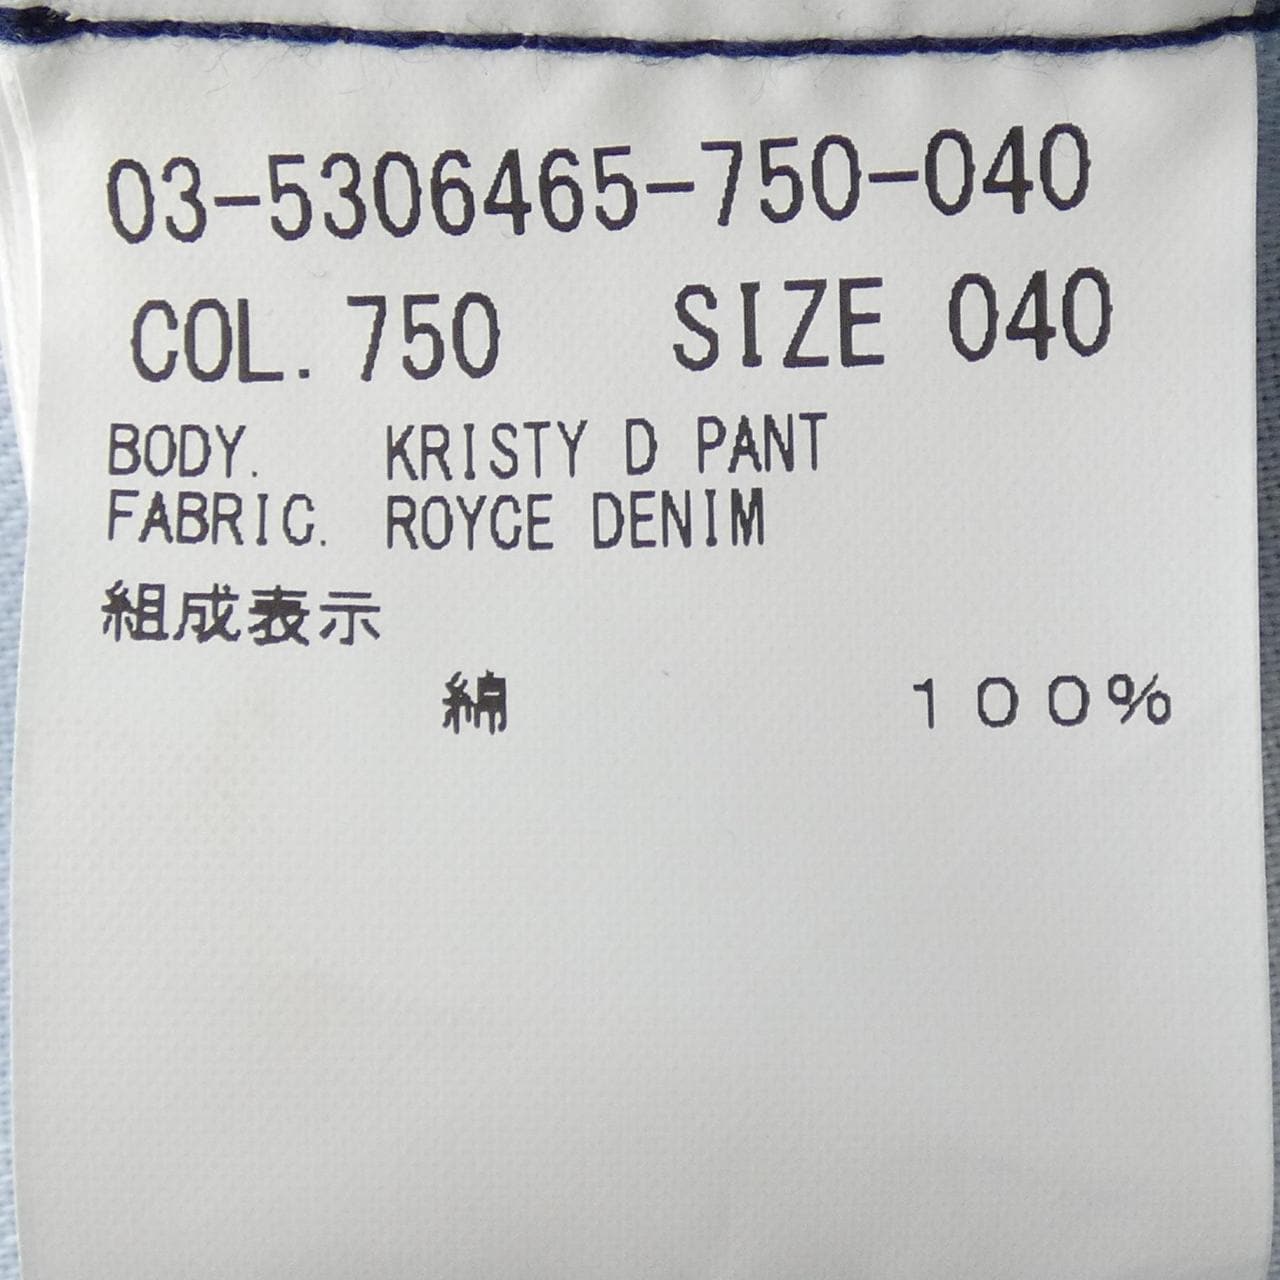 03-5306465-750-040
COL. 750 SIZE 040
BODY. KRISTY D PANT
FABRIC. ROYCE DENIM
組成表示
綿 100%